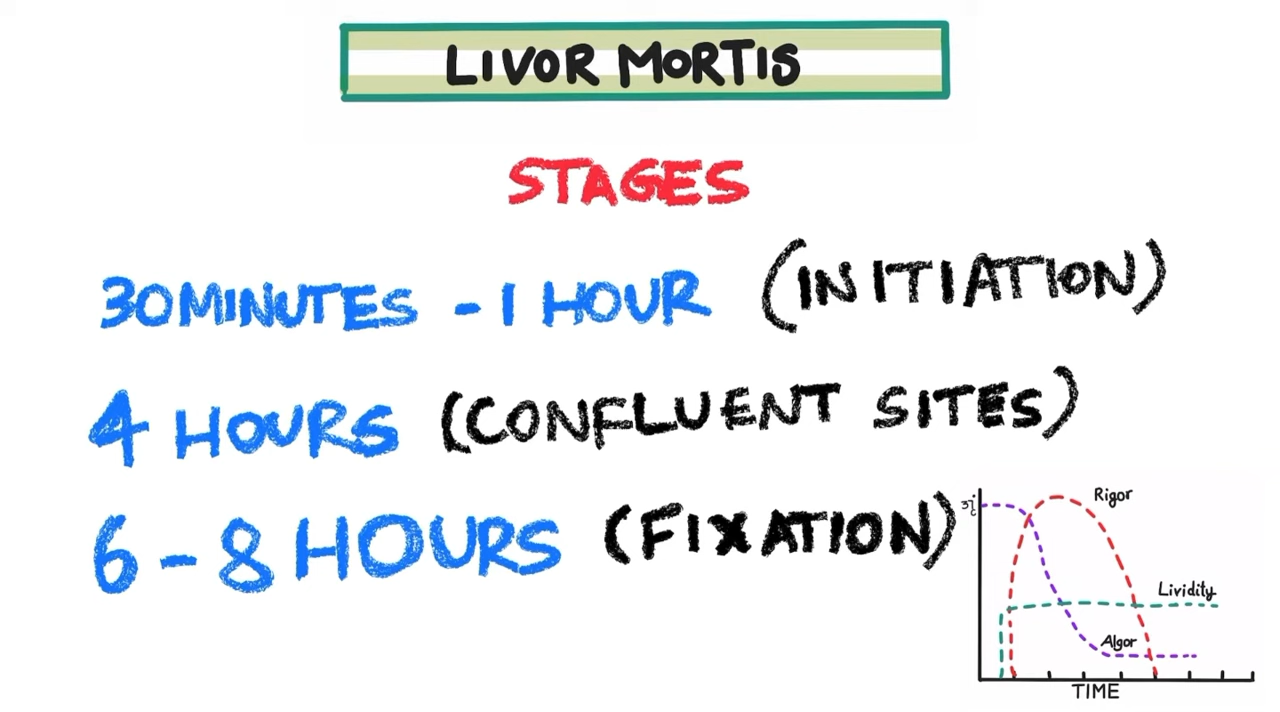 LIVOR MORTIS
STAGES
30MINUTES - 1 HOUR (INITIATION)
4 HOURS (CONFLUENT SITES)
6-8 HOURS (FIXATION)
Rigor
Lividity
Algor
TIME